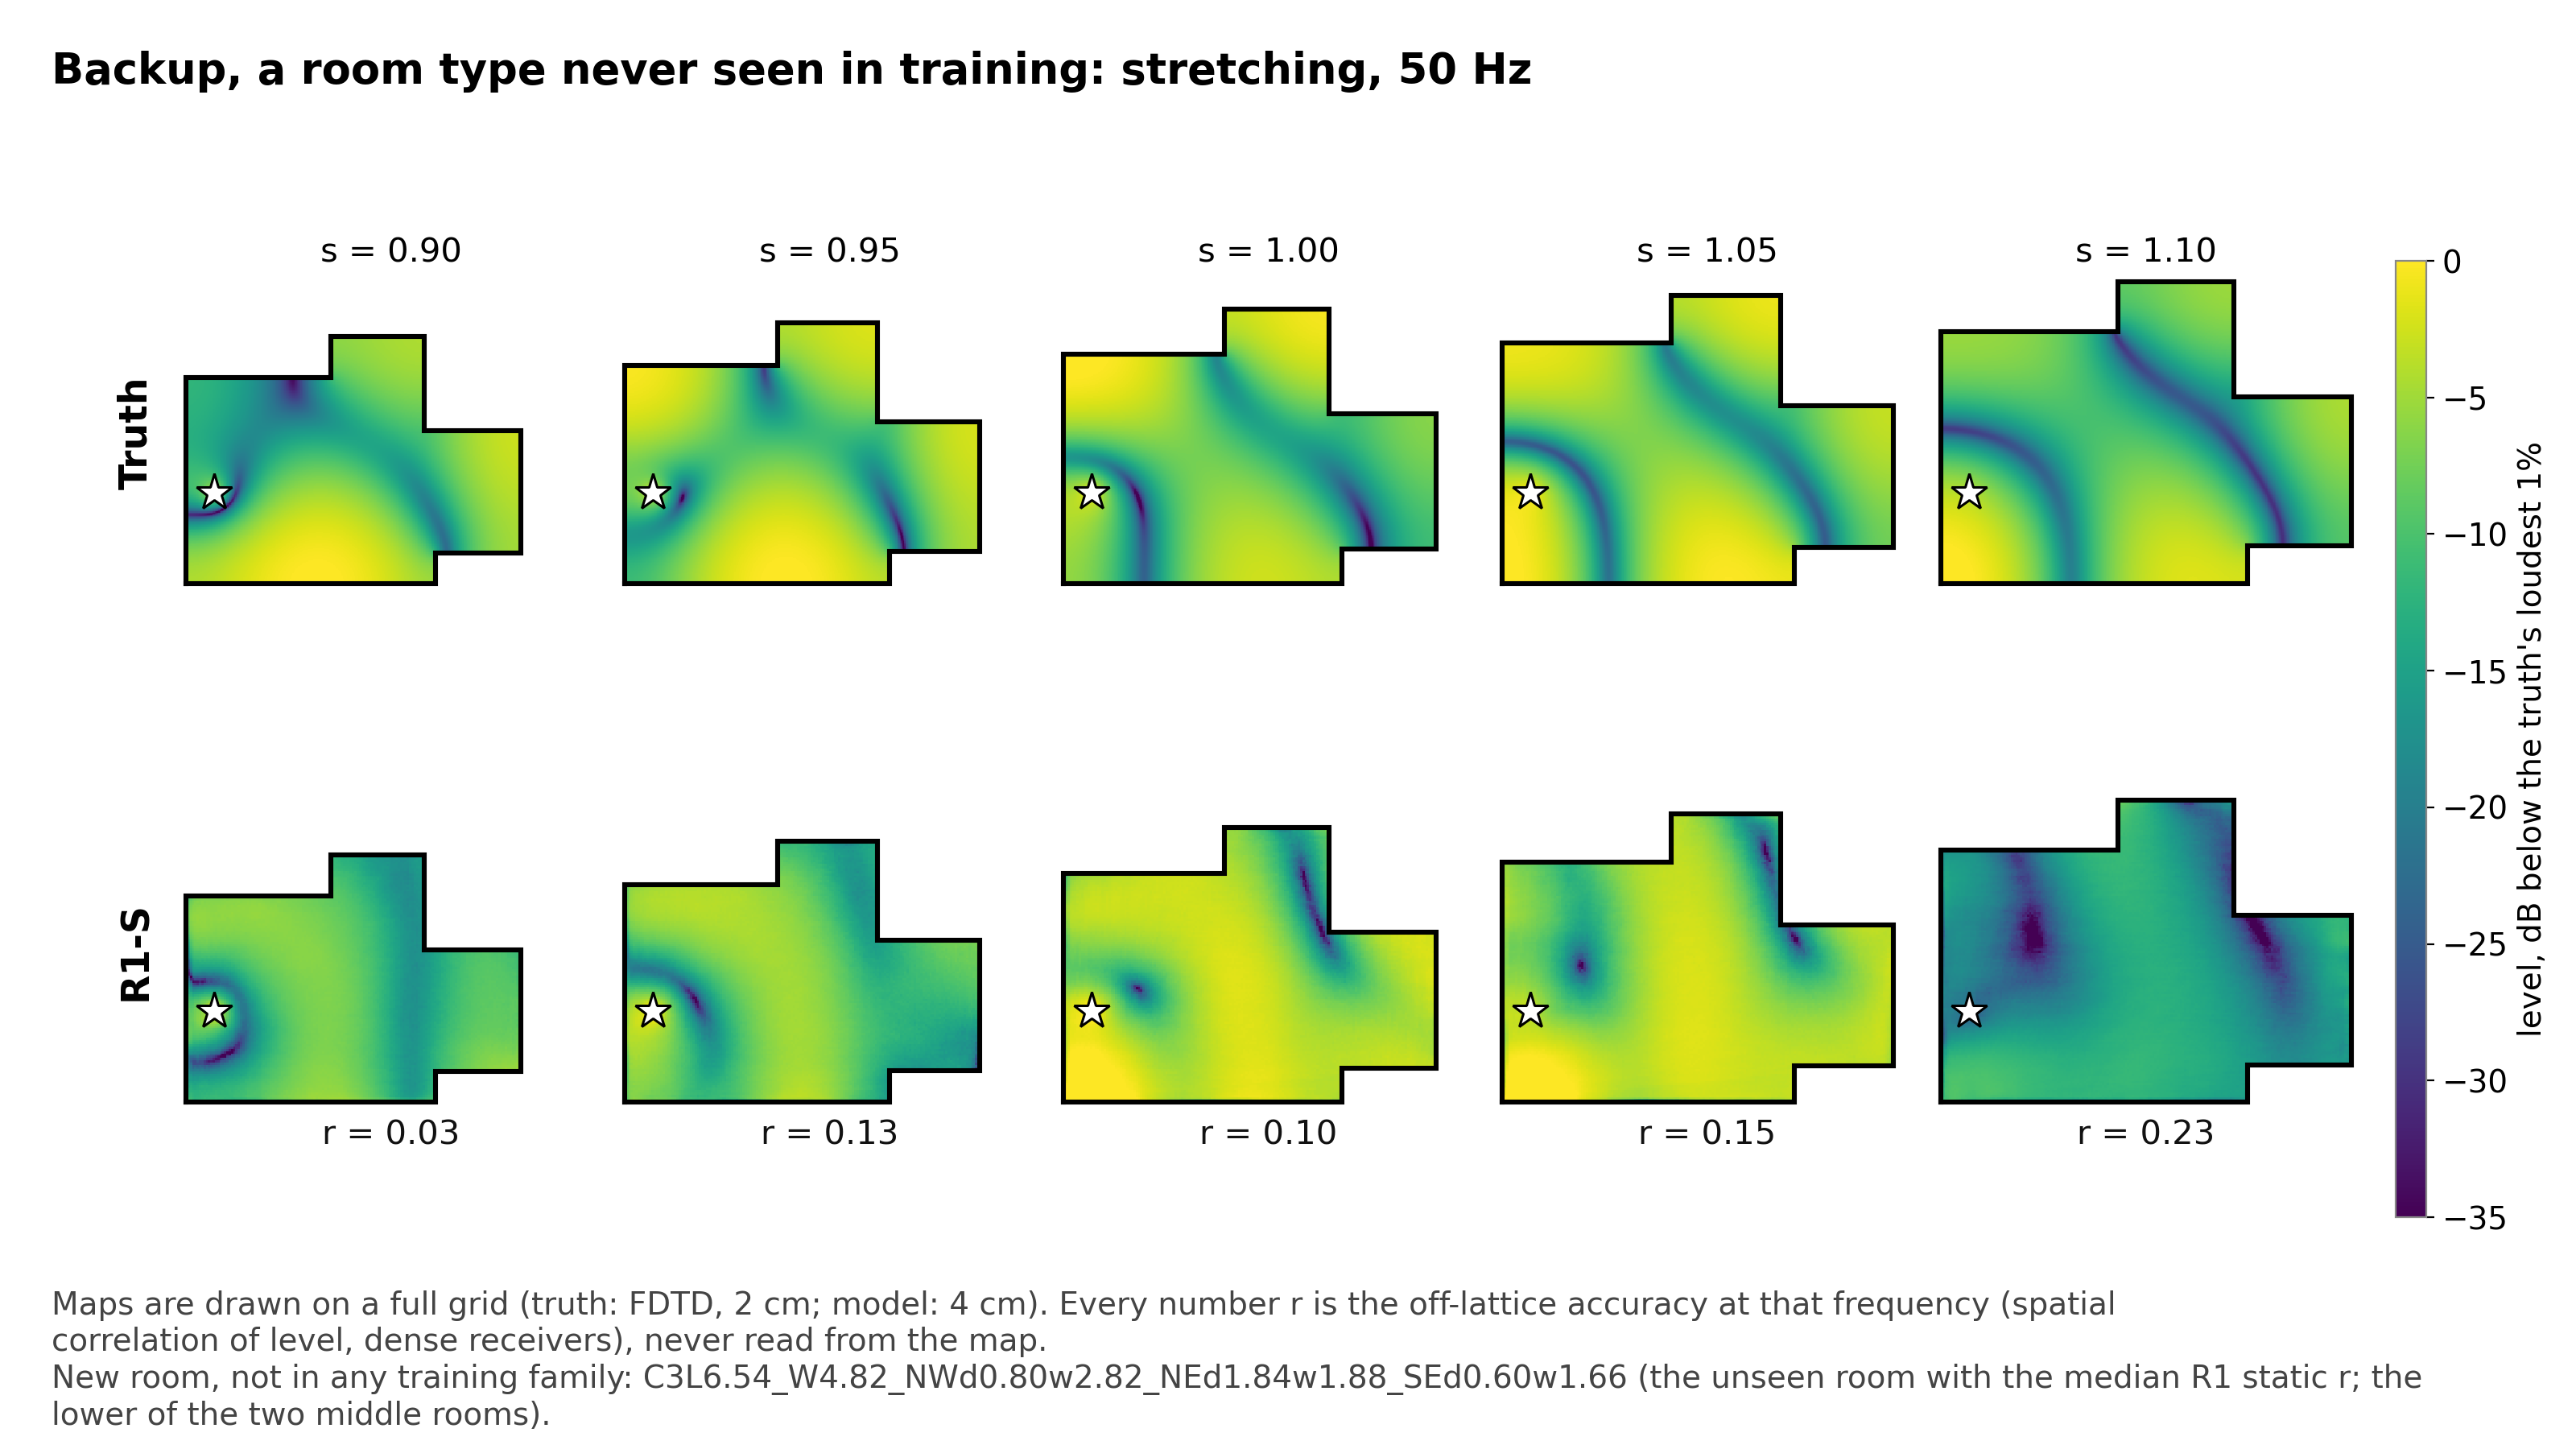 Backup, a room type never seen in training: stretching, 50 Hz
s = 0.90
s = 0.95
s = 1.00
s = 1.05
s = 1.10
Truth
R1-S
r = 0.03
r = 0.13
r = 0.10
r = 0.15
r = 0.23
0
−5
−10
−15
−20
−25
−30
−35
level, dB below the truth's loudest 1%
Maps are drawn on a full grid (truth: FDTD, 2 cm; model: 4 cm). Every number r is the off-lattice accuracy at that frequency (spatial
correlation of level, dense receivers), never read from the map.
New room, not in any training family: C3L6.54_W4.82_NWd0.80w2.82_NEd1.84w1.88_SEd0.60w1.66 (the unseen room with the median R1 static r; the
lower of the two middle rooms).